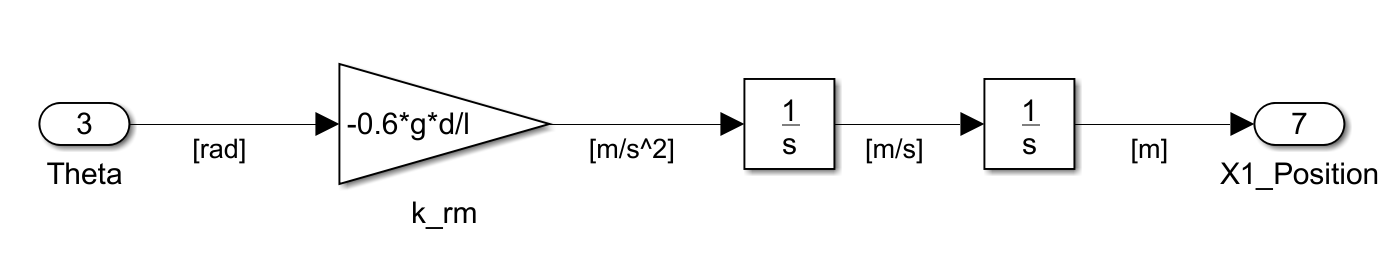 3
Theta
[rad]
-0.6*g*d/l
k_rm
[m/s^2]
1
s
[m/s]
1
s
[m]
7
X1_Position